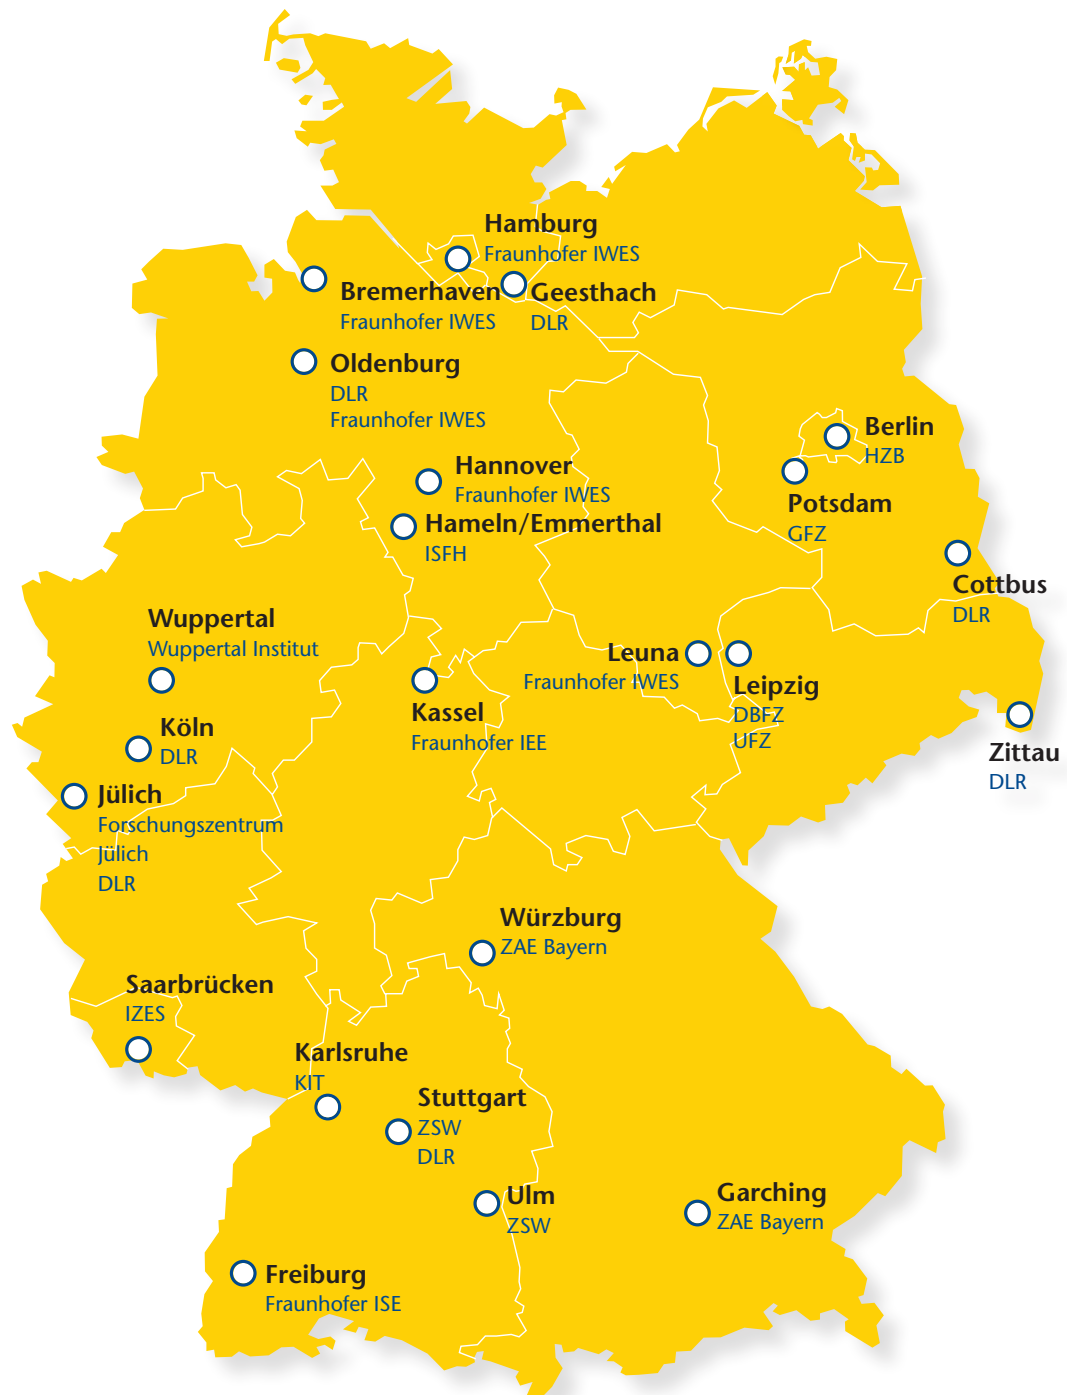 Hamburg
Fraunhofer IWES
Bremerhaven
Fraunhofer IWES
Geesthach
DLR
Oldenburg
DLR
Fraunhofer IWES
Berlin
HZB
Hannover
Fraunhofer IWES
Potsdam
GFZ
Hameln/Emmerthal
ISFH
Cottbus
DLR
Wuppertal
Wuppertal Institut
Leuna
Fraunhofer IWES
Leipzig
DBFZ
UFZ
Kassel
Fraunhofer IEE
Köln
DLR
Zittau
DLR
Jülich
Forschungszentrum
Jülich
DLR
Würzburg
ZAE Bayern
Saarbrücken
IZES
Karlsruhe
KIT
Stuttgart
ZSW
DLR
Ulm
ZSW
Garching
ZAE Bayern
Freiburg
Fraunhofer ISE